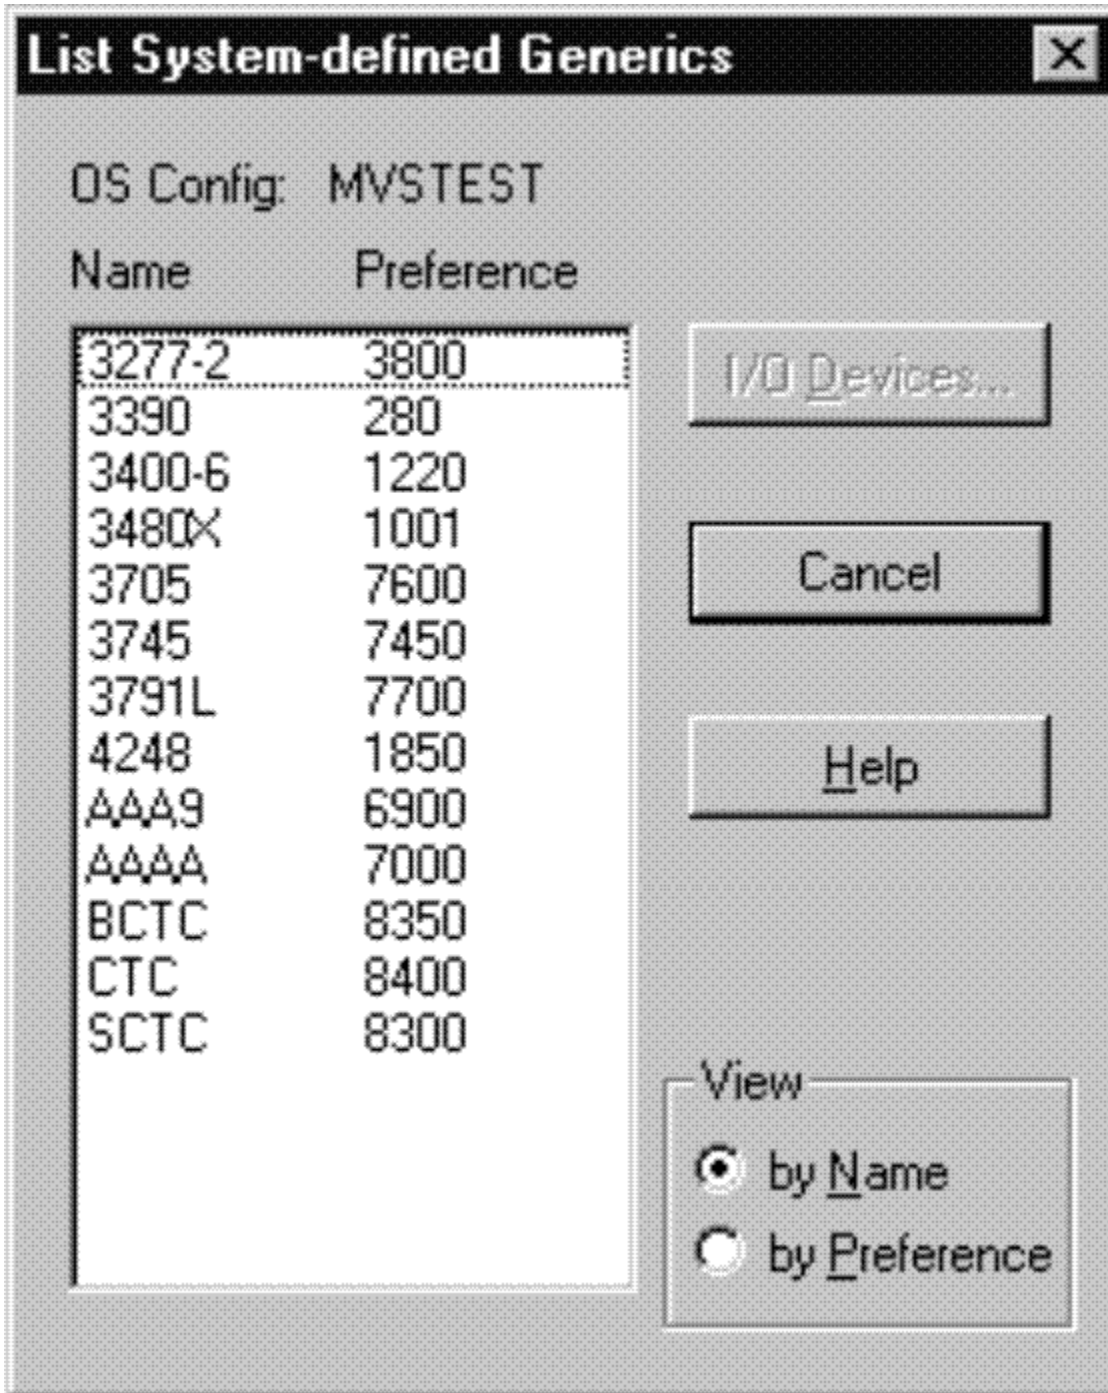 List System-defined Generics
OS Config: MVSTEST
Name Preference
3277-2 3800
3390 280
3400-6 1220
3480X 1001
3705 7600
3745 7450
3791L 7700
4248 1850
AAA9 6900
AAAA 7000
BCTC 8350
CTC 8400
SCTC 8300
I/O Devices...
Cancel
Help
View
by Name
by Preference